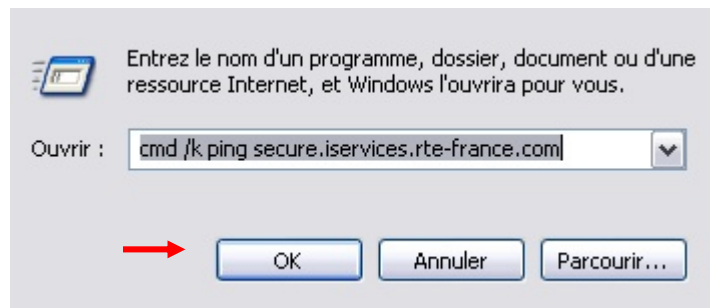 Entrez le nom d'un programme, dossier, document ou d'une
ressource Internet, et Windows l'ouvrira pour vous.
Ouvrir : cmd /k ping secure.iservices.rte-france.com
OK Annuler Parcourir...